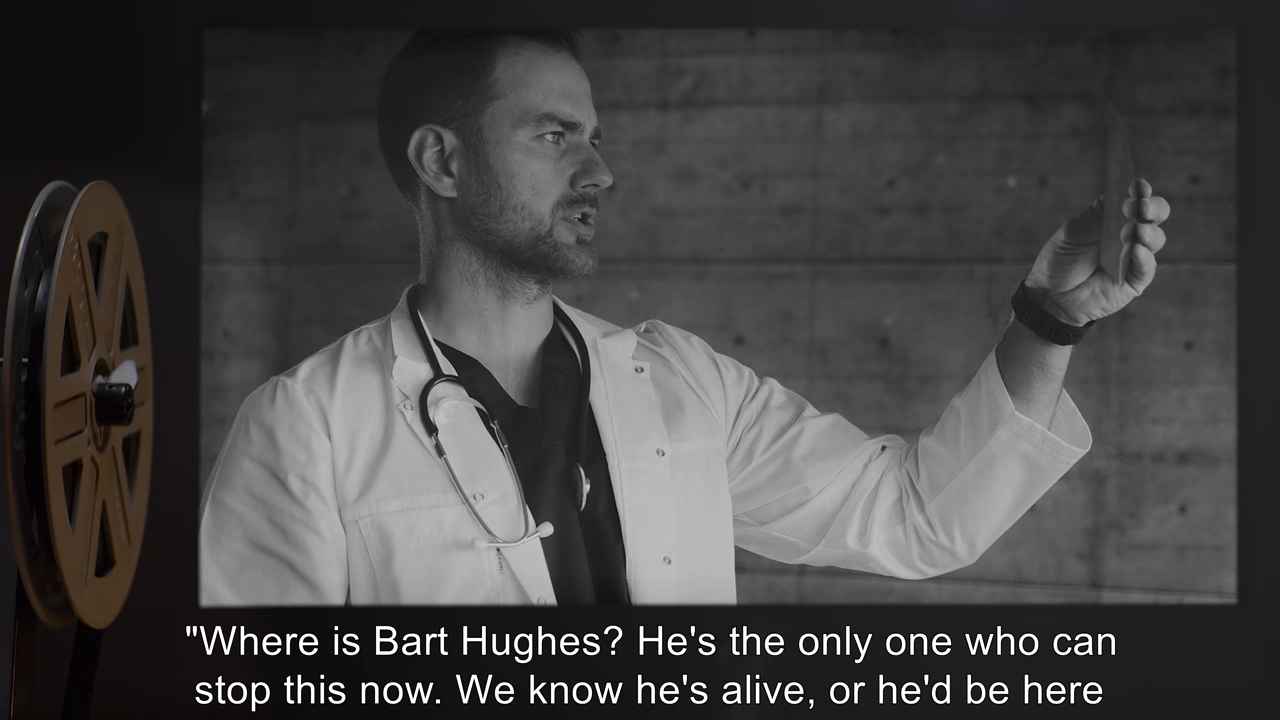 "Where is Bart Hughes? He's the only one who can
stop this now. We know he's alive, or he'd be here